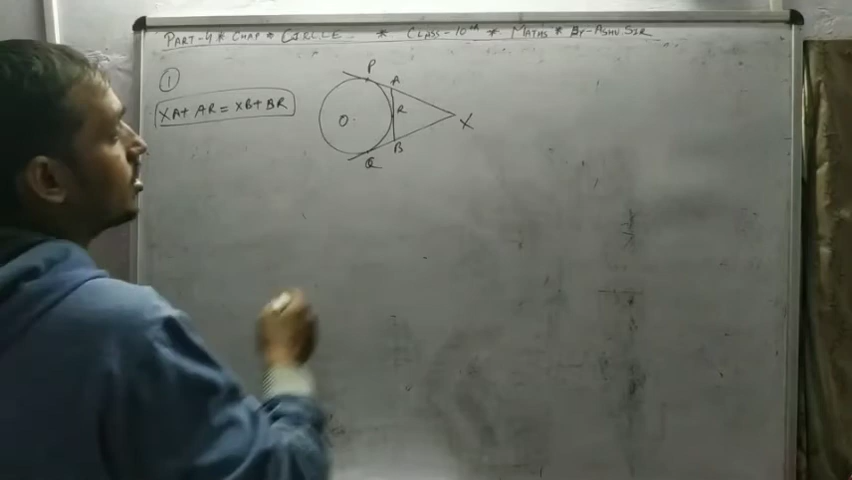 PART-4 * CHAP * CIRCLE * CLASS-10th * MATHS * BY-ASHU SIR
①
XA+ AR = XB+ BR
P
A
R
O
X
B
Q